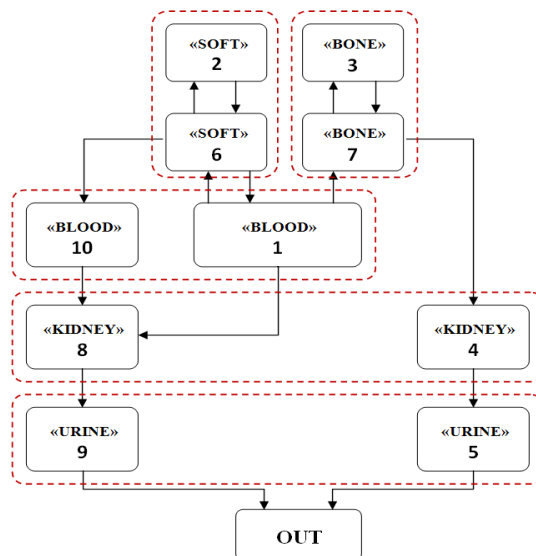 «SOFT»
2
«BONE»
3
«SOFT»
6
«BONE»
7
«BLOOD»
10
«BLOOD»
1
«KIDNEY»
8
«KIDNEY»
4
«URINE»
9
«URINE»
5
OUT